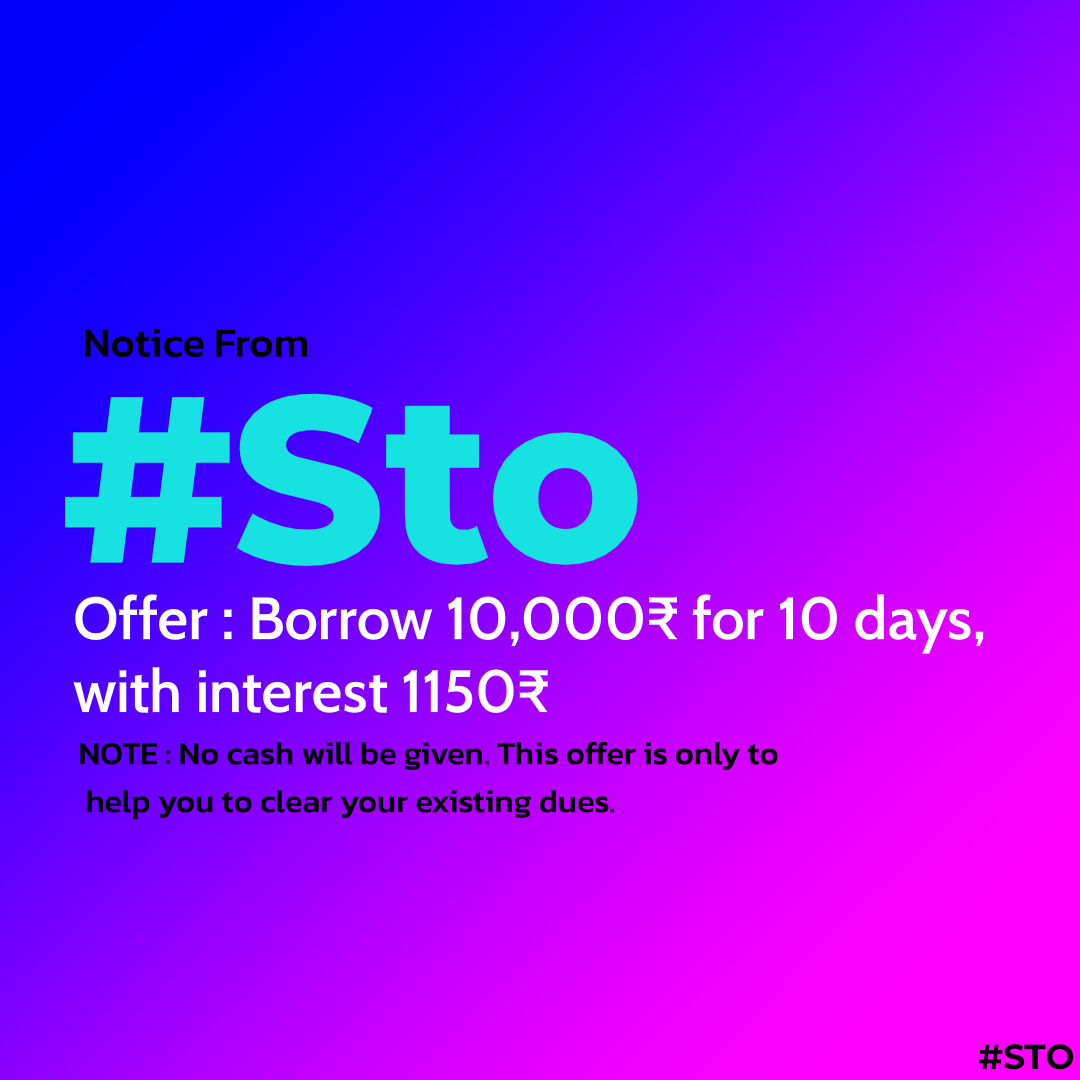 Notice From
#Sto
Offer : Borrow 10,000₹ for 10 days,
with interest 1150₹
NOTE : No cash will be given. This offer is only to
help you to clear your existing dues.
#STO